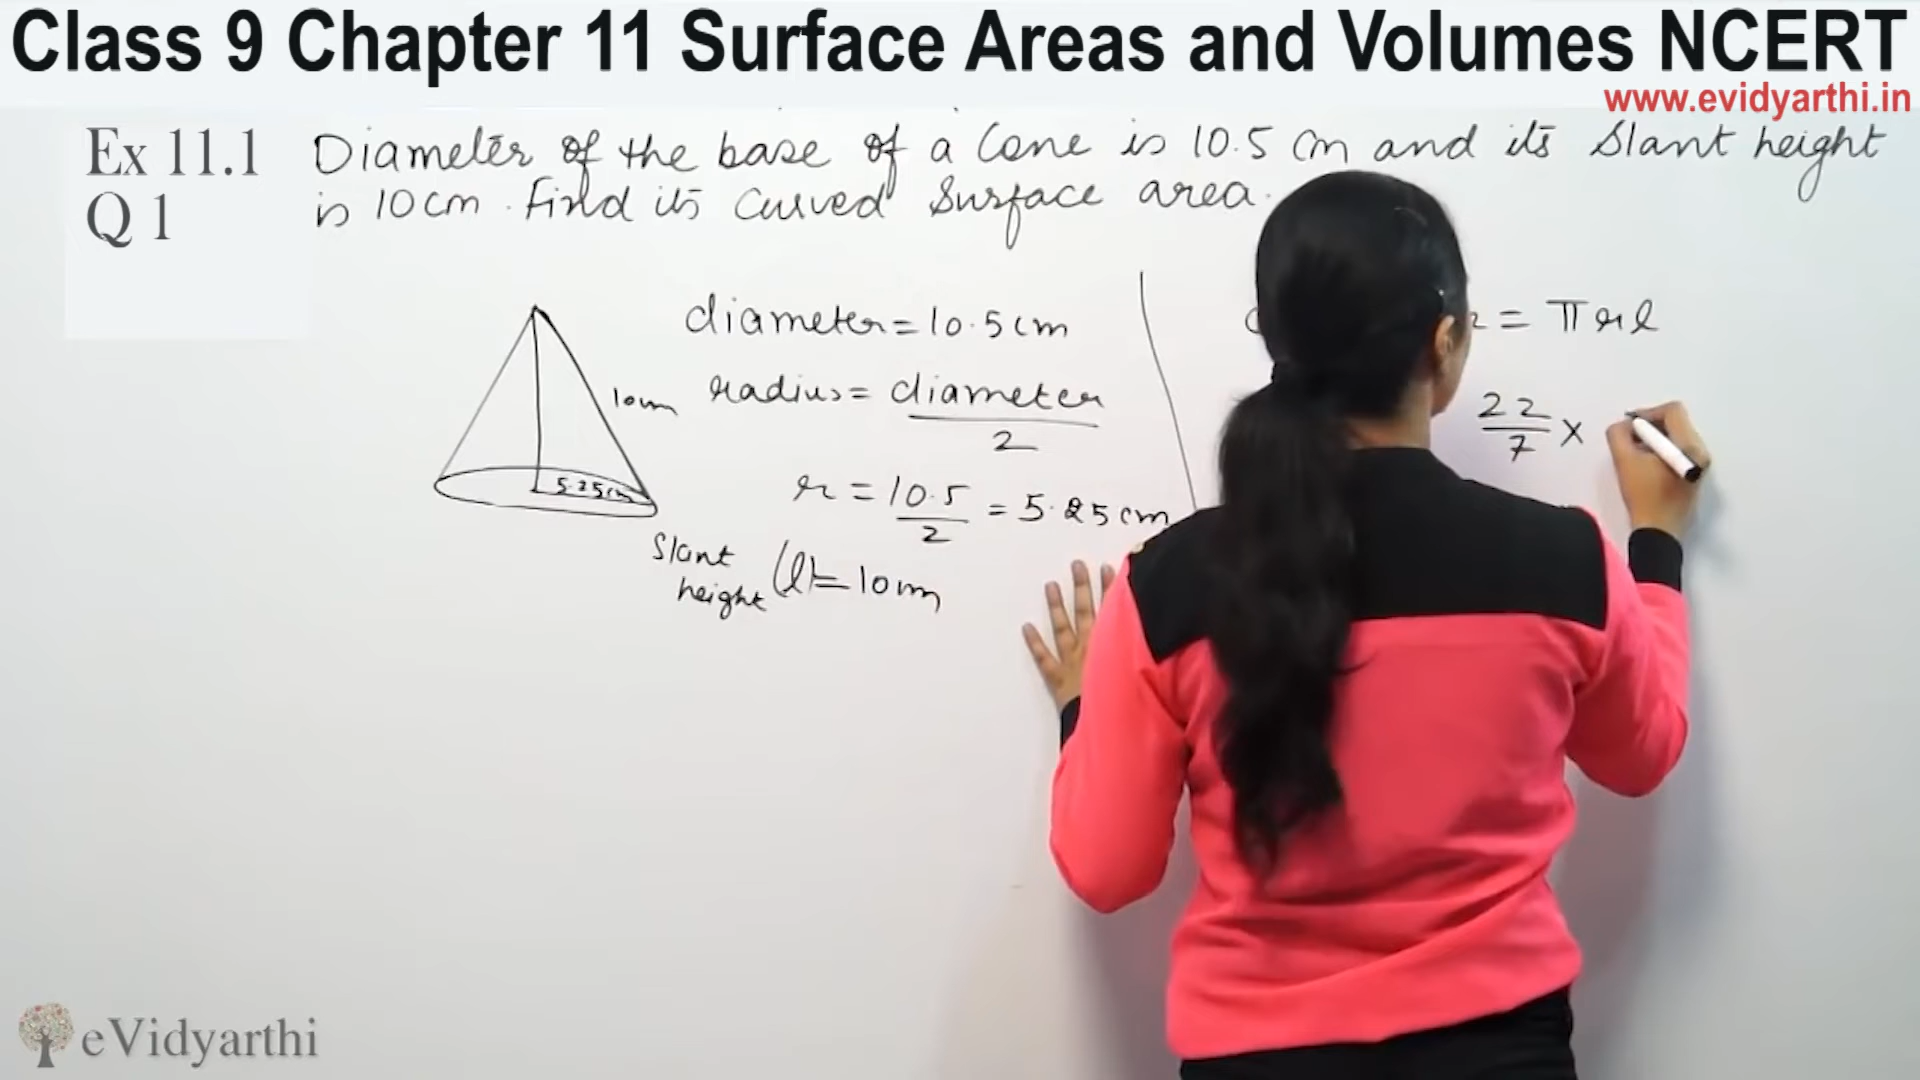 Class 9 Chapter 11 Surface Areas and Volumes NCERT
www.evidyarthi.in
Ex 11.1
Q 1
Diameter of the base of a Cone is 10.5 cm and its Slant height
is 10cm. Find its Curved Surface area.
diameter = 10.5cm
radius = diameter
2
r = 10.5 = 5.25 cm
2
Slant
height (l) = 10cm
10cm
5.25cm
= πrl
22 ×
7
eVidyarthi